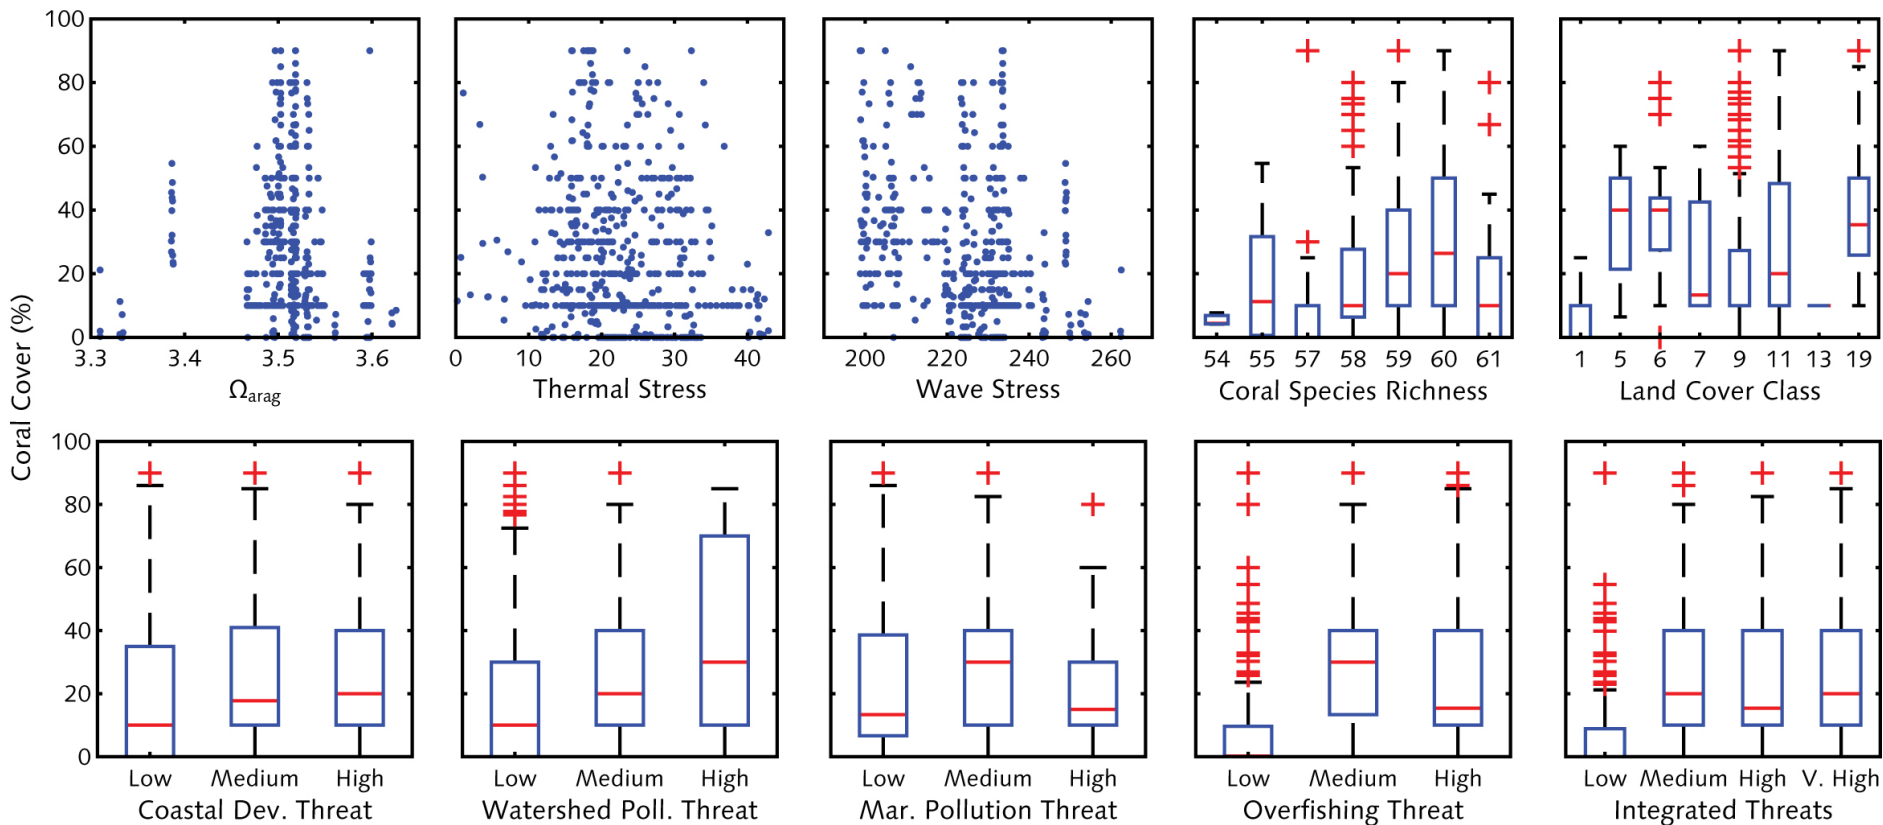 Coral Cover (%)
100
80
60
40
20
0
3.3 3.4 3.5 3.6
Ωarag
0 10 20 30 40
Thermal Stress
200 220 240 260
Wave Stress
54 55 57 58 59 60 61
Coral Species Richness
1 5 6 7 9 11 13 19
Land Cover Class
100
80
60
40
20
0
Low Medium High
Coastal Dev. Threat
Low Medium High
Watershed Poll. Threat
Low Medium High
Mar. Pollution Threat
Low Medium High
Overfishing Threat
Low Medium High V. High
Integrated Threats